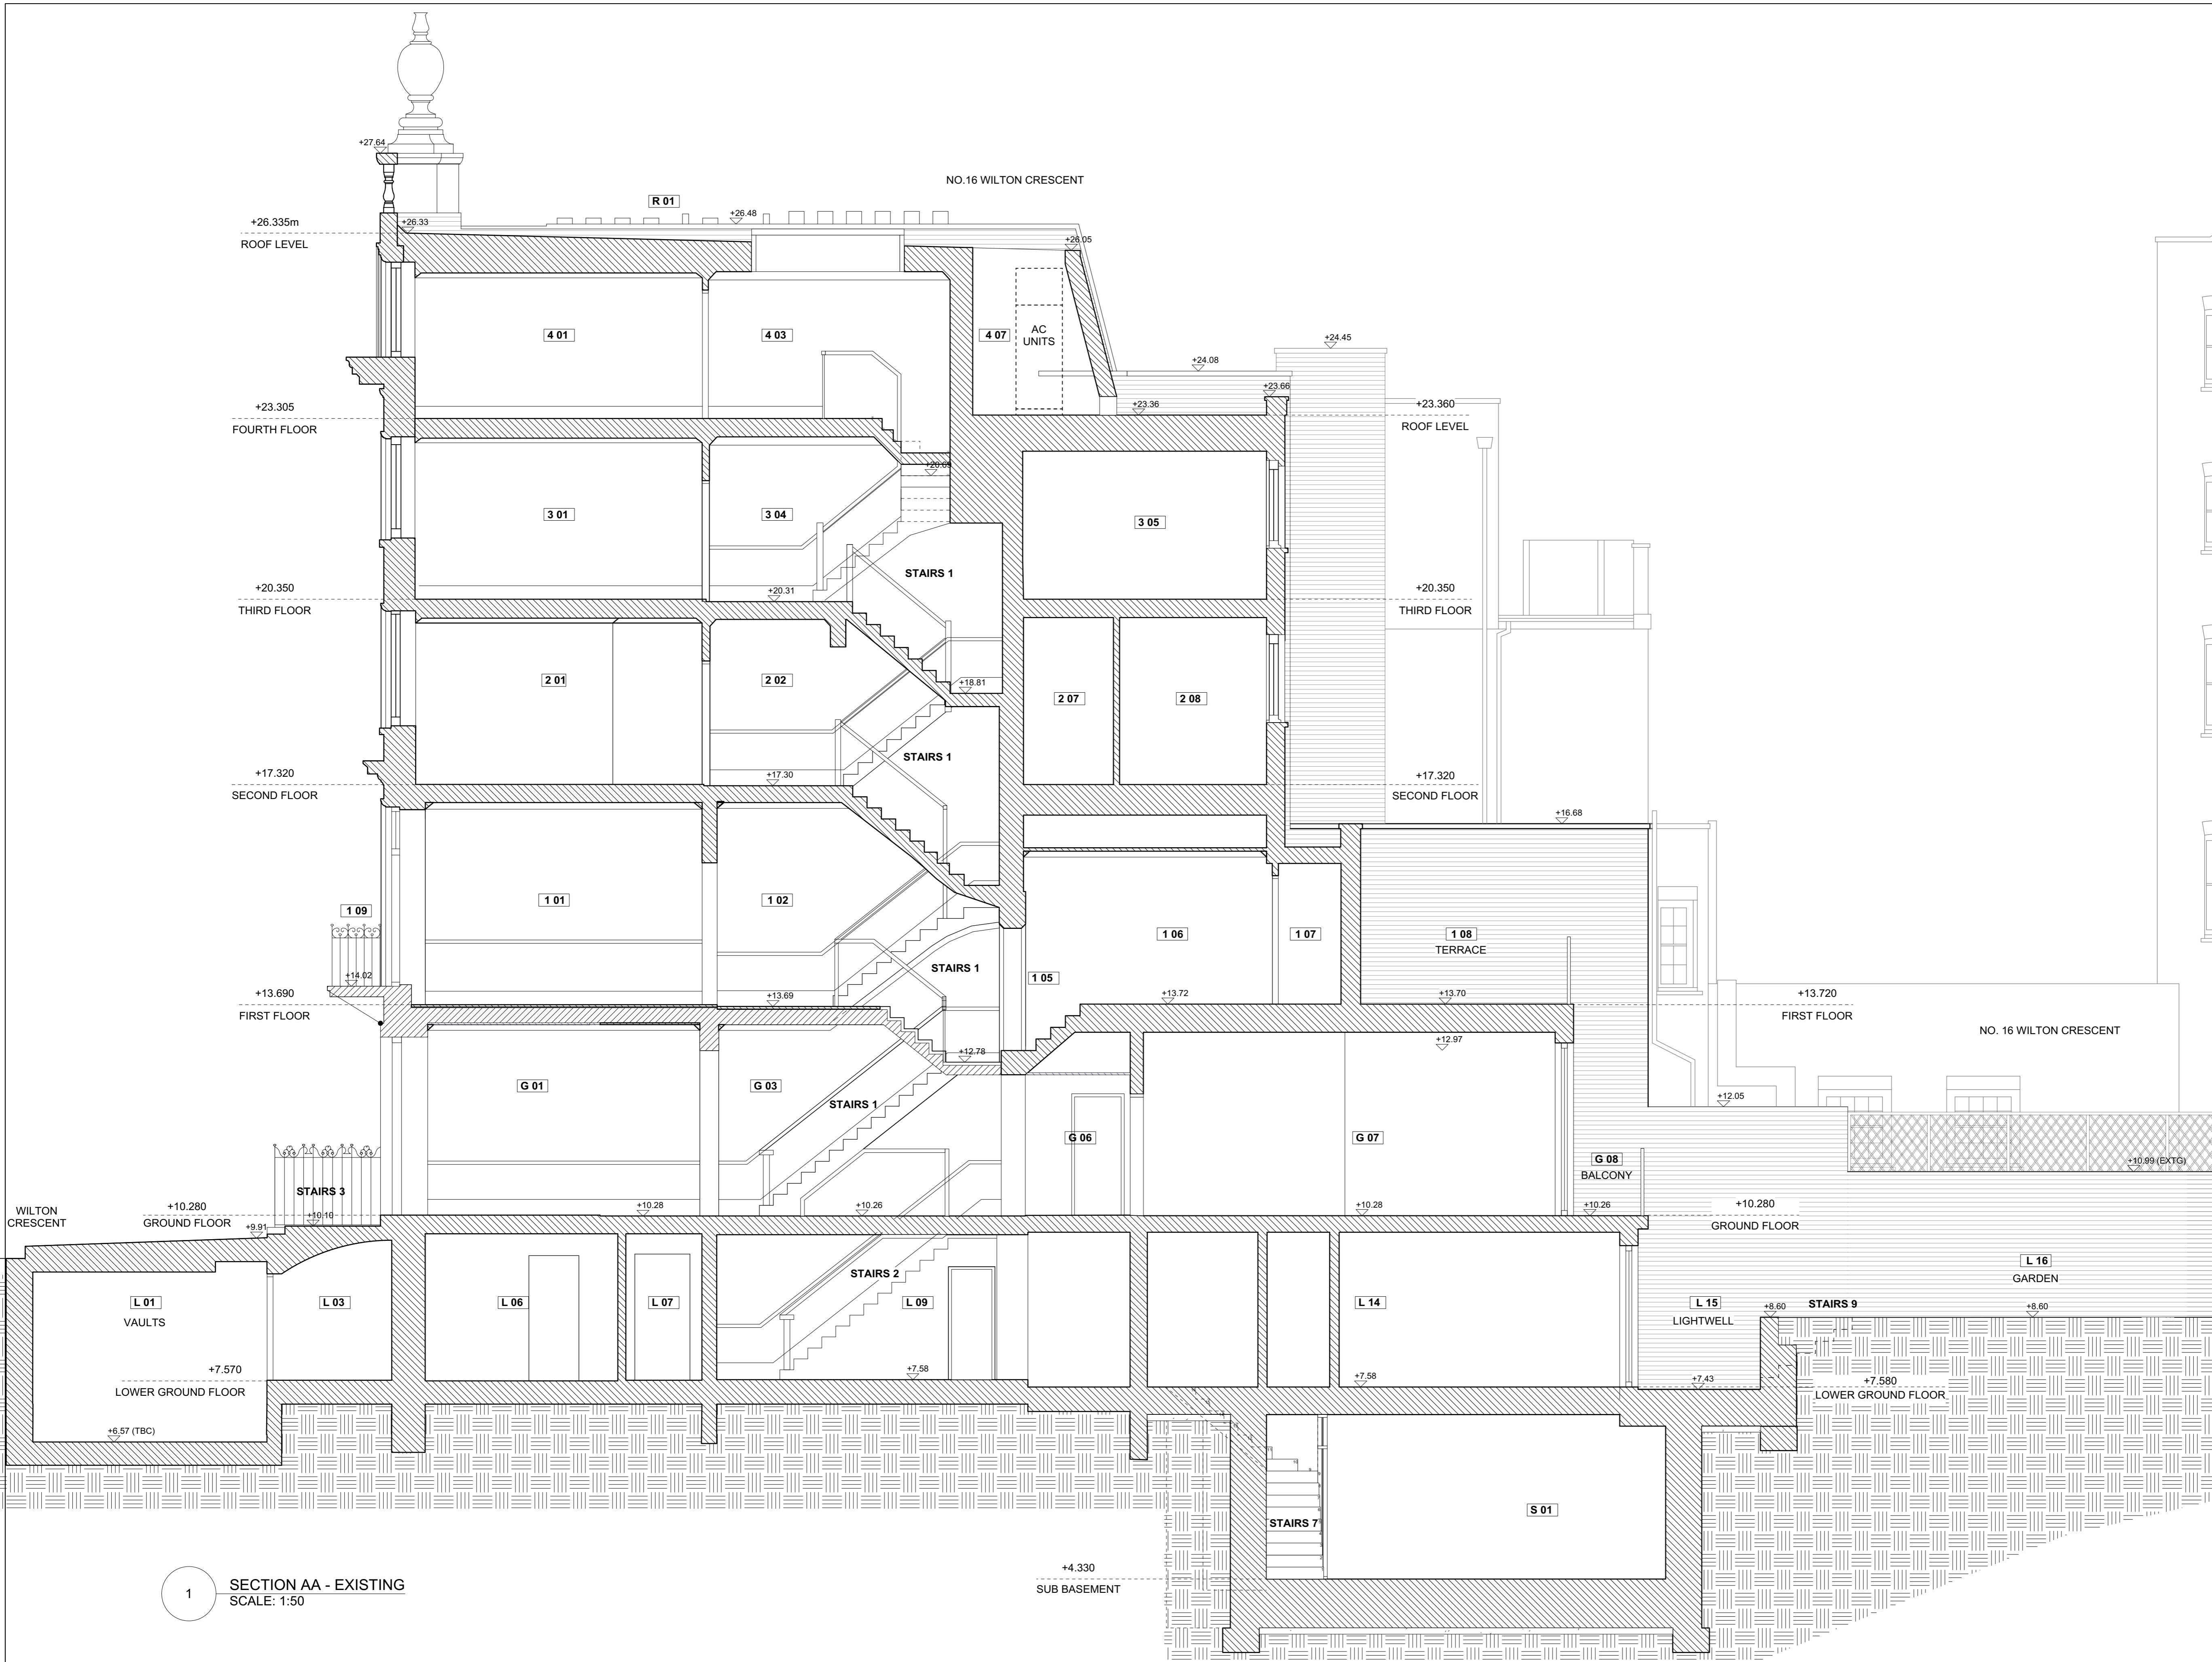 +27.64
NO.16 WILTON CRESCENT
R 01
+26.48
+26.335m
ROOF LEVEL
+26.33
+26.05
4 01
4 03
4 07
AC
UNITS
+24.45
+24.08
+23.66
+23.36
+23.305
FOURTH FLOOR
+23.360
ROOF LEVEL
3 01
3 04
3 05
STAIRS 1
+20.350
THIRD FLOOR
+20.31
+20.350
THIRD FLOOR
2 01
2 02
+18.81
2 07
2 08
STAIRS 1
+17.320
SECOND FLOOR
+17.30
+17.320
SECOND FLOOR
+16.68
1 09
1 01
1 02
STAIRS 1
1 05
1 06
1 07
1 08
TERRACE
+14.02
+13.690
FIRST FLOOR
+13.69
+13.72
+13.70
+13.720
FIRST FLOOR
NO. 16 WILTON CRESCENT
+12.78
+12.97
G 01
G 03
STAIRS 1
G 06
G 07
G 08
BALCONY
+12.05
+10.99 (EXTG)
STAIRS 3
WILTON
CRESCENT
+10.280
GROUND FLOOR
+9.91
+10.10
+10.28
+10.26
+10.28
+10.26
+10.280
GROUND FLOOR
L 01
VAULTS
L 03
L 06
L 07
STAIRS 2
L 09
L 14
L 15
LIGHTWELL
L 16
GARDEN
+8.60
STAIRS 9
+8.60
+7.570
LOWER GROUND FLOOR
+7.58
+7.58
+7.43
+7.580
LOWER GROUND FLOOR
+6.57 (TBC)
STAIRS 7
S 01
+4.330
SUB BASEMENT
1
SECTION AA - EXISTING
SCALE: 1:50